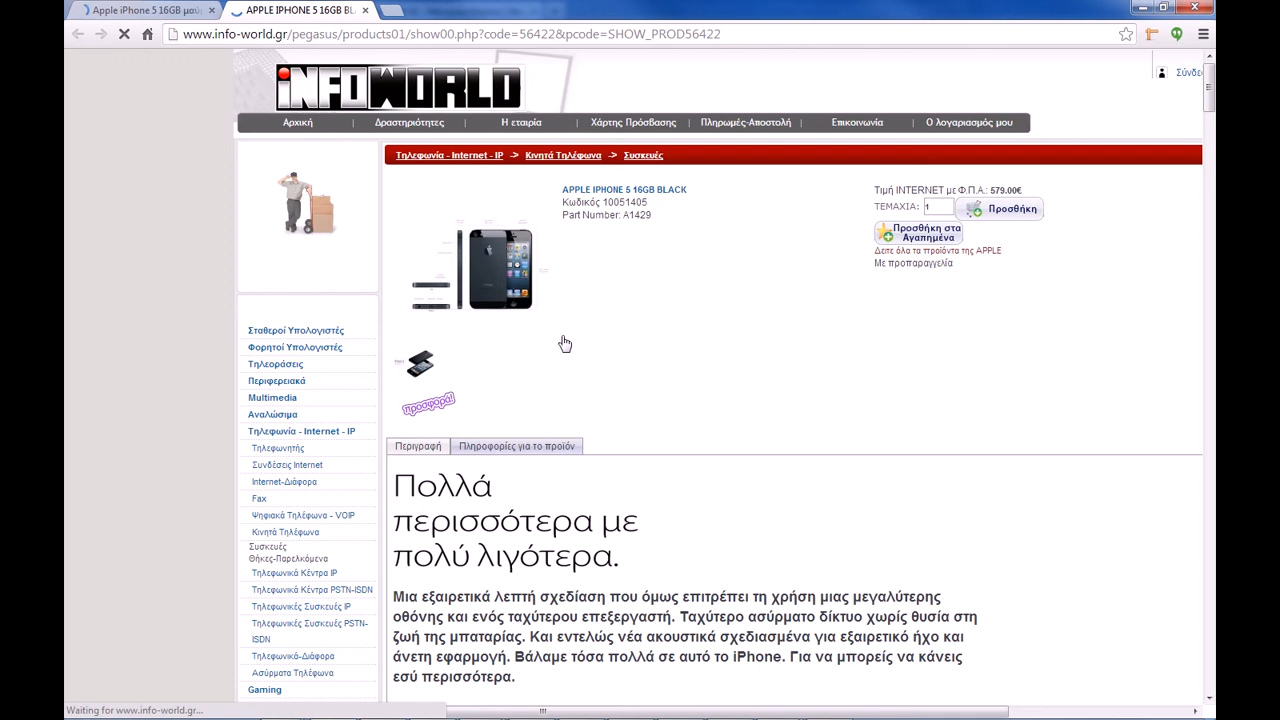 Apple iPhone 5 16GB μαύρ
APPLE IPHONE 5 16GB BL
www.info-world.gr/pegasus/products01/show00.php?code=56422&pcode=SHOW_PROD56422
INFOWORLD
Σύνδε
Αρχική | Δραστηριότητες | Η εταιρία | Χάρτης Πρόσβασης | Πληρωμές-Αποστολή | Επικοινωνία | Ο λογαριασμός μου
Τηλεφωνία - Internet - IP -> Κινητά Τηλέφωνα -> Συσκευές
APPLE IPHONE 5 16GB BLACK
Κωδικός 10051405
Part Number: A1429
Τιμή INTERNET με Φ.Π.Α.: 579.00€
ΤΕΜΑΧΙΑ: 1 Προσθήκη
Προσθήκη στα
Αγαπημένα
Δειτε όλα τα προϊόντα της APPLE
Με προπαραγγελία
προσφορά!
Σταθεροί Υπολογιστές
Φορητοί Υπολογιστές
Τηλεοράσεις
Περιφερειακά
Multimedia
Αναλώσιμα
Τηλεφωνία - Internet - IP
Τηλεφωνητής
Συνδέσεις Internet
Internet-Διάφορα
Fax
Ψηφιακά Τηλέφωνα - VOIP
Κινητά Τηλέφωνα
Συσκευές
Θήκες-Παρελκόμενα
Τηλεφωνικά Κέντρα IP
Τηλεφωνικά Κέντρα PSTN-ISDN
Τηλεφωνικές Συσκευές IP
Τηλεφωνικές Συσκευές PSTN-
ISDN
Τηλεφωνικά-Διάφορα
Ασύρματα Τηλέφωνα
Gaming
Περιγραφή
Πληροφορίες για το προϊόν
Πολλά
περισσότερα με
πολύ λιγότερα.
Μια εξαιρετικά λεπτή σχεδίαση που όμως επιτρέπει τη χρήση μιας μεγαλύτερης
οθόνης και ενός ταχύτερου επεξεργαστή. Ταχύτερο ασύρματο δίκτυο χωρίς θυσία στη
ζωή της μπαταρίας. Και εντελώς νέα ακουστικά σχεδιασμένα για εξαιρετικό ήχο και
άνετη εφαρμογή. Βάλαμε τόσα πολλά σε αυτό το iPhone. Για να μπορείς να κάνεις
εσύ περισσότερα.
Waiting for www.info-world.gr...